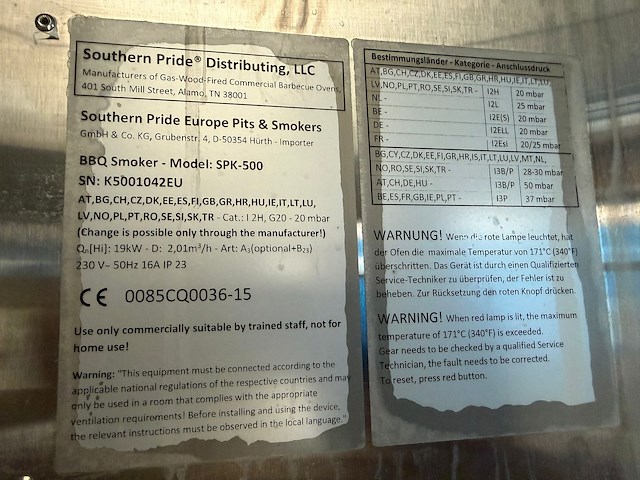 Southern Pride® Distributing, LLC
Manufacturers of Gas-Wood-Fired Commercial Barbecue Ovens,
401 South Mill Street, Alamo, TN 38001
Southern Pride Europe Pits & Smokers
GmbH & Co. KG, Grubenstr. 4, D-50354 Hürth - Importer
BBQ Smoker - Model: SPK-500
SN: K5001042EU
AT,BG,CH,CZ,DK,EE,ES,FI,GB,GR,HR,HU,IE,IT,LT,LU,
LV,NO,PL,PT,RO,SE,SI,SK,TR - Cat.: I 2H, G20 - 20 mbar
(Change is possible only through the manufacturer!)
Qn[Hi]: 19kW - D: 2,01m³/h - Art: A3(optional+B23)
230 V~ 50Hz 16A IP 23
CE 0085CQ0036-15
Use only commercially suitable by trained staff, not for
home use!
Warning: "This equipment must be connected according to the
applicable national regulations of the respective countries and may
only be used in a room that complies with the appropriate
ventilation requirements! Before installing and using the device,
the relevant instructions must be observed in the local language."
Bestimmungsländer - Kategorie - Anschlussdruck
AT,BG,CH,CZ,DK,EE,ES,FI,GB,GR,HR,HU,IE,IT,LT,LU,
LV,NO,PL,PT,RO,SE,SI,SK,TR - I2H 20 mbar
NL - I2L 25 mbar
BE - I2E(S) 20 mbar
DE - I2ELL 20 mbar
FR - I2Esi 20/25 mbar
BG,CY,CZ,DK,EE,FI,GR,HR,IS,IT,LT,LU,LV,MT,NL,
NO,RO,SE,SI,SK,TR - I3B/P 28-30 mbar
AT,CH,DE,HU - I3B/P 50 mbar
BE,ES,FR,GB,IE,PL,PT - I3P 37 mbar
WARNUNG! Wenn die rote Lampe leuchtet, hat
der Ofen die maximale Temperatur von 171°C (340°F)
überschritten. Das Gerät ist durch einen Qualifizierten
Service-Techniker zu überprüfen, der Fehler ist zu
beheben. Zur Rücksetzung den roten Knopf drücken.
WARNING! When red lamp is lit, the maximum
temperature of 171°C (340°F) is exceeded.
Gear needs to be checked by a qualified Service
Technician, the fault needs to be corrected.
To reset, press red button.